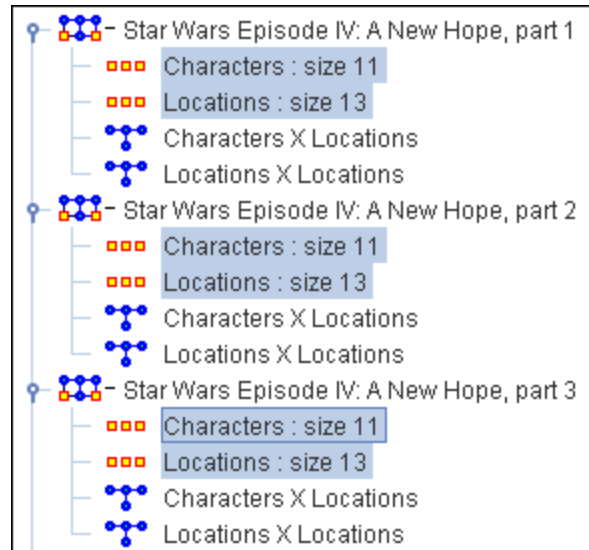 Star Wars Episode IV: A New Hope, part 1
Characters : size 11
Locations : size 13
Characters X Locations
Locations X Locations
Star Wars Episode IV: A New Hope, part 2
Characters : size 11
Locations : size 13
Characters X Locations
Locations X Locations
Star Wars Episode IV: A New Hope, part 3
Characters : size 11
Locations : size 13
Characters X Locations
Locations X Locations